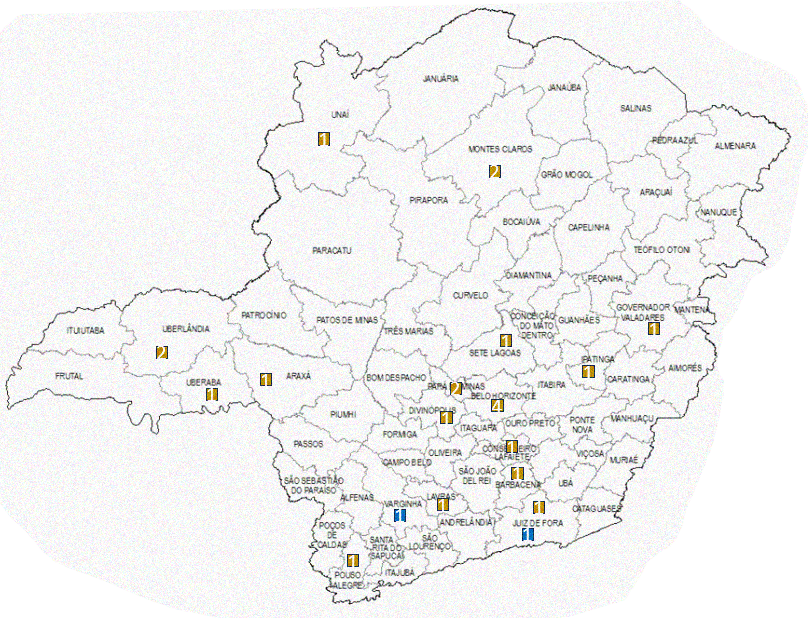 JANUÁRIA
JANAÚBA
SALINAS
UNAÍ
1
PEDRA AZUL
ALMENARA
MONTES CLAROS
2
GRÃO MOGOL
ARAÇUAÍ
PIRAPORA
NANUQUE
BOCAIÚVA
CAPELINHA
PARACATU
TEÓFILO OTONI
DIAMANTINA
PEÇANHA
CURVELO
GOVERNADOR
VALADARES
1
MANTENA
PATROCÍNIO
PATOS DE MINAS
CONCEIÇÃO
DO MATO
DENTRO
GUANHÃES
ITUIUTABA
UBERLÂNDIA
2
TRÊS MARIAS
1
SETE LAGOAS
IPATINGA
1
AIMORÉS
FRUTAL
UBERABA
1
1
ARAXÁ
BOM DESPACHO
PARÁ
2
MINAS
BELO HORIZONTE
4
ITABIRA
CARATINGA
PIUMHI
DIVINÓPOLIS
1
ITAGUARA
OURO PRETO
PONTE
NOVA
MANHUAÇU
FORMIGA
PASSOS
OLIVEIRA
CONSELHEIRO
LAFAIETE
1
VIÇOSA
MURIAÉ
CAMPO BELO
SÃO JOÃO
DEL REI
1
BARBACENA
UBÁ
SÃO SEBASTIÃO
DO PARAÍSO
ALFENAS
VARGINHA
1
LAVRAS
1
1
CATAGUASES
ANDRELÂNDIA
JUIZ DE FORA
1
POÇOS
DE
CALDAS
SANTA
RITA DO
SAPUCAÍ
SÃO
LOURENÇO
1
POUSO
ALEGRE
ITAJUBÁ